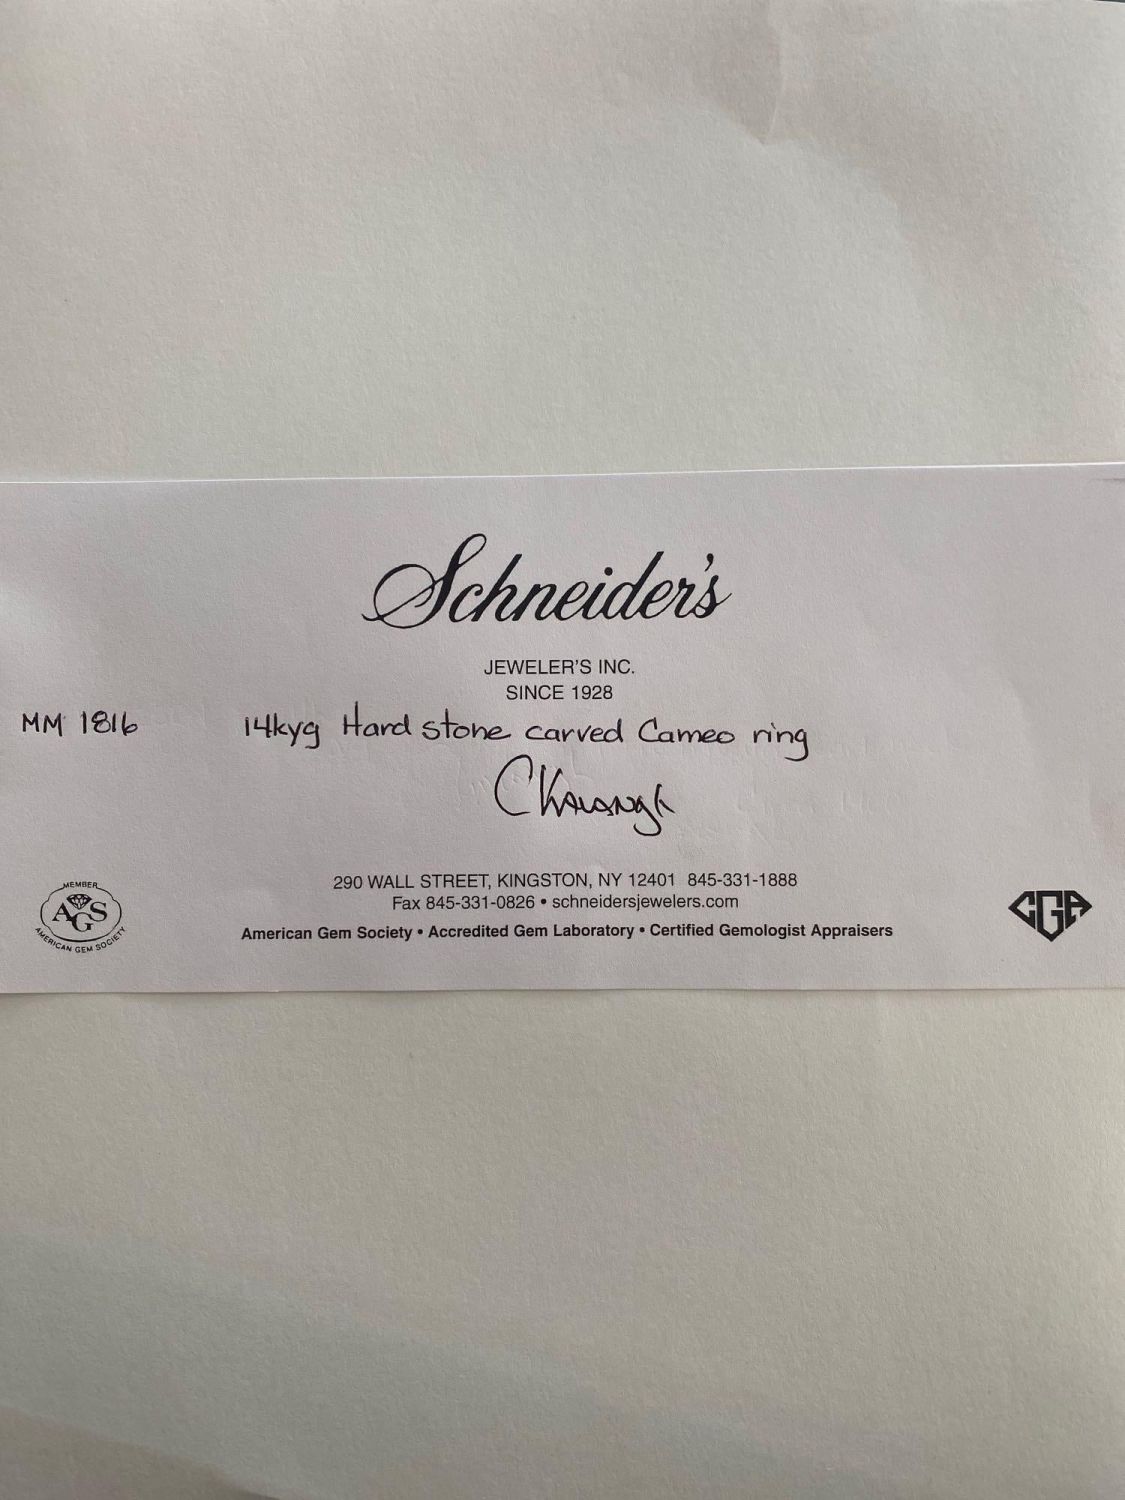 Schneider's
JEWELER'S INC.
SINCE 1928
MM 1816 14kyg Hard stone carved Cameo ring
290 WALL STREET, KINGSTON, NY 12401 845-331-1888
Fax 845-331-0826 • schneidersjewelers.com
American Gem Society • Accredited Gem Laboratory • Certified Gemologist Appraisers
MEMBER
AGS
AMERICAN GEM SOCIETY
CGA